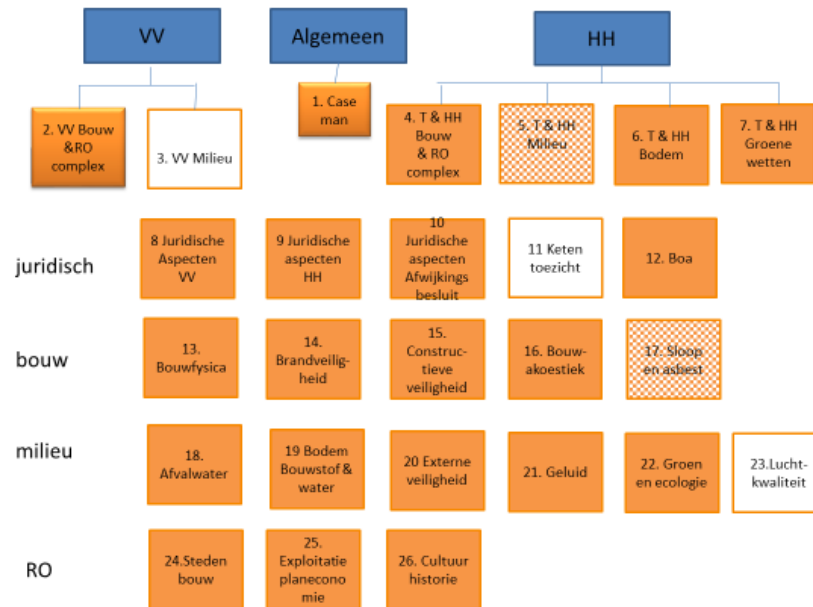 VV
Algemeen
HH
1. Case
man
2. VV Bouw
&RO
complex
3. VV Milieu
4. T & HH
Bouw
& RO
complex
5. T & HH
Milieu
6. T & HH
Bodem
7. T & HH
Groene
wetten
juridisch
8 Juridische
Aspecten
VV
9 Juridische
aspecten
HH
10
Juridische
aspecten
Afwijkings
besluit
11 Keten
toezicht
12. Boa
bouw
13.
Bouwfysica
14.
Brandveilig-
heid
15.
Construc-
tieve
veiligheid
16. Bouw-
akoestiek
17. Sloop
en asbest
milieu
18.
Afvalwater
19 Bodem
Bouwstof &
water
20 Externe
veiligheid
21. Geluid
22. Groen
en ecologie
23.Lucht-
kwaliteit
RO
24.Steden
bouw
25.
Exploitatie
planecono
mie
26. Cultuur
historie